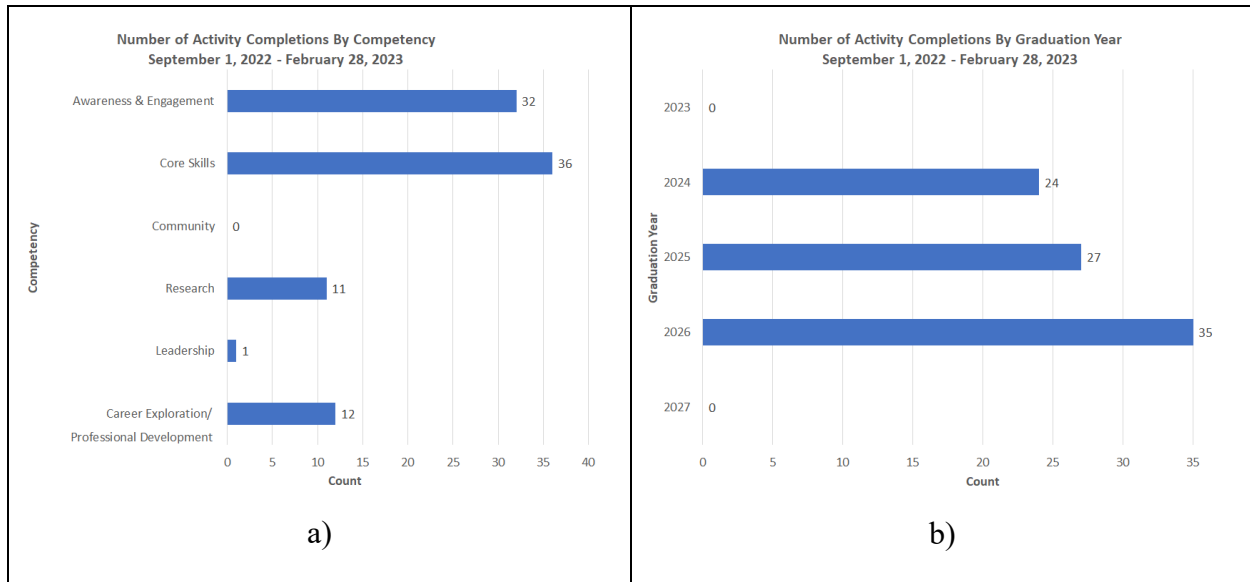 Number of Activity Completions By Competency
September 1, 2022 - February 28, 2023
Competency
Awareness & Engagement
32
Core Skills
36
Community
0
Research
11
Leadership
1
Career Exploration/
Professional Development
12
0 5 10 15 20 25 30 35 40
Count
a)
Number of Activity Completions By Graduation Year
September 1, 2022 - February 28, 2023
Graduation Year
2023
0
2024
24
2025
27
2026
35
2027
0
0 5 10 15 20 25 30 35
Count
b)